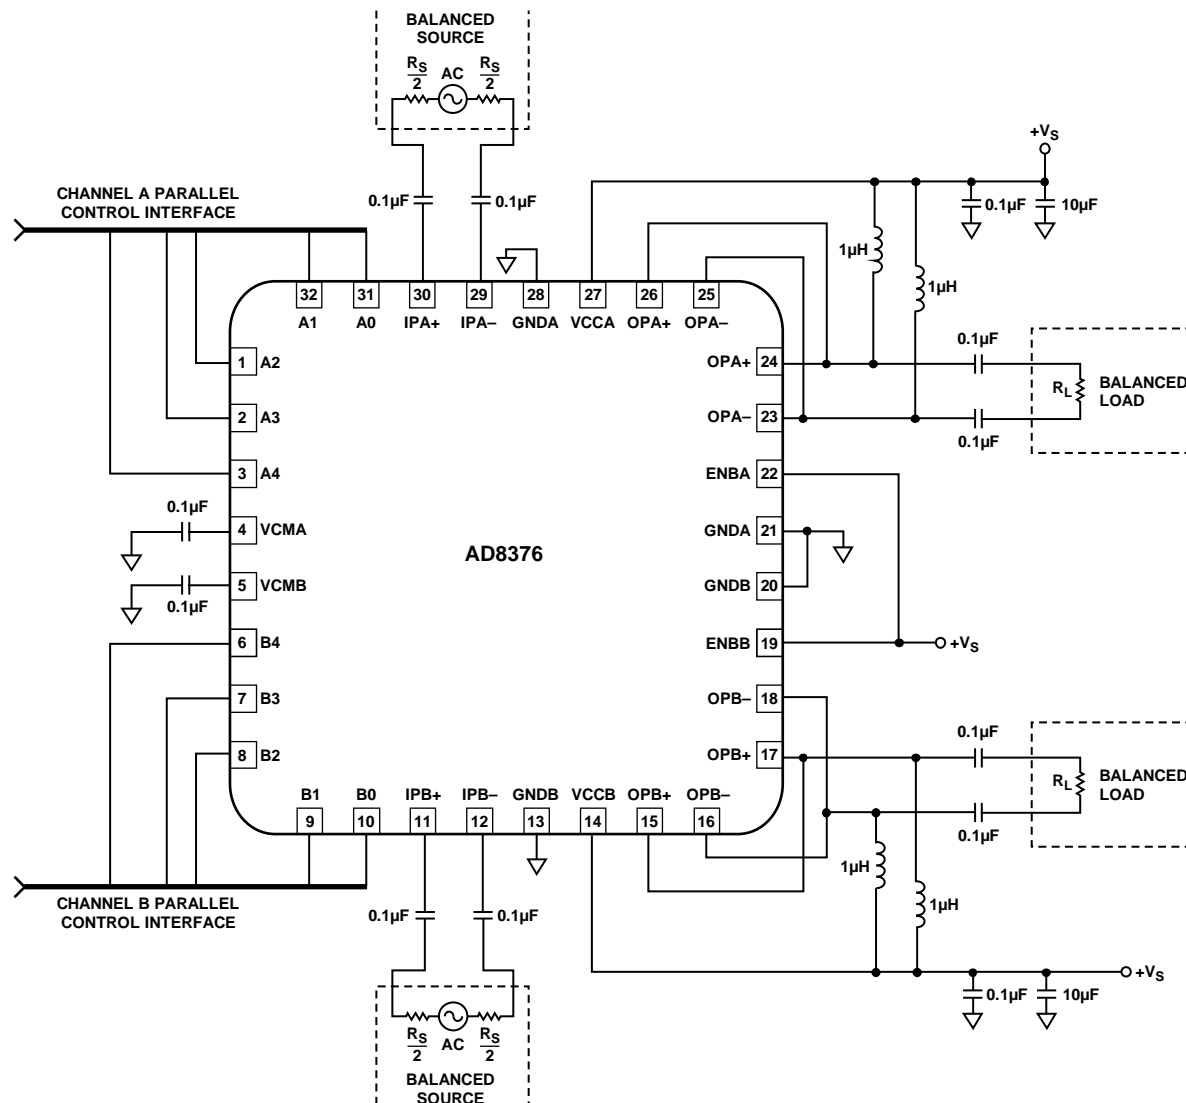 BALANCED
SOURCE
RS
2
AC
RS
2
0.1µF
0.1µF
+VS
0.1µF
10µF
CHANNEL A PARALLEL
CONTROL INTERFACE
1µH
1µH
32
31
30
29
28
27
26
25
A1
A0
IPA+
IPA–
GNDA
VCCA
OPA+
OPA–
1
A2
2
A3
3
A4
0.1µF
4
VCMA
5
VCMB
0.1µF
6
B4
7
B3
8
B2
AD8376
OPA+
24
OPA–
23
ENBA
22
GNDA
21
GNDB
20
ENBB
19
OPB–
18
OPB+
17
0.1µF
0.1µF
RL
BALANCED
LOAD
+VS
0.1µF
0.1µF
RL
BALANCED
LOAD
B1
B0
IPB+
IPB–
GNDB
VCCB
OPB+
OPB–
9
10
11
12
13
14
15
16
1µH
1µH
CHANNEL B PARALLEL
CONTROL INTERFACE
0.1µF
0.1µF
+VS
0.1µF
10µF
RS
2
AC
RS
2
BALANCED
SOURCE